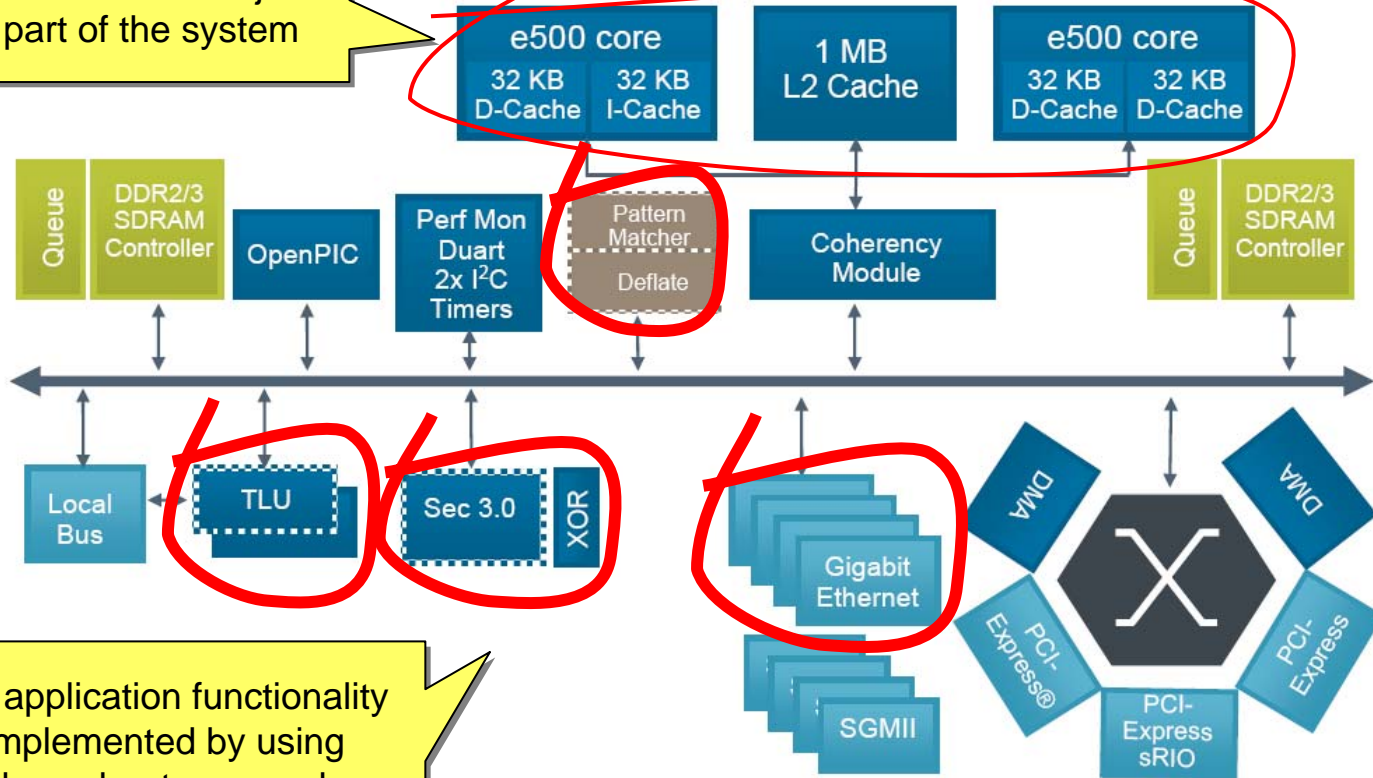 part of the system
e500 core
32 KB
D-Cache
32 KB
I-Cache
1 MB
L2 Cache
e500 core
32 KB
D-Cache
32 KB
D-Cache
Queue
DDR2/3
SDRAM
Controller
OpenPIC
Perf Mon
Duart
2x I²C
Timers
Pattern
Matcher
Deflate
Coherency
Module
Queue
DDR2/3
SDRAM
Controller
Local
Bus
TLU
Sec 3.0
XOR
Gigabit
Ethernet
SGMII
DMA
DMA
PCI-
Express®
PCI-
Express
sRIO
PCI-
Express
X
application functionality
mplemented by using